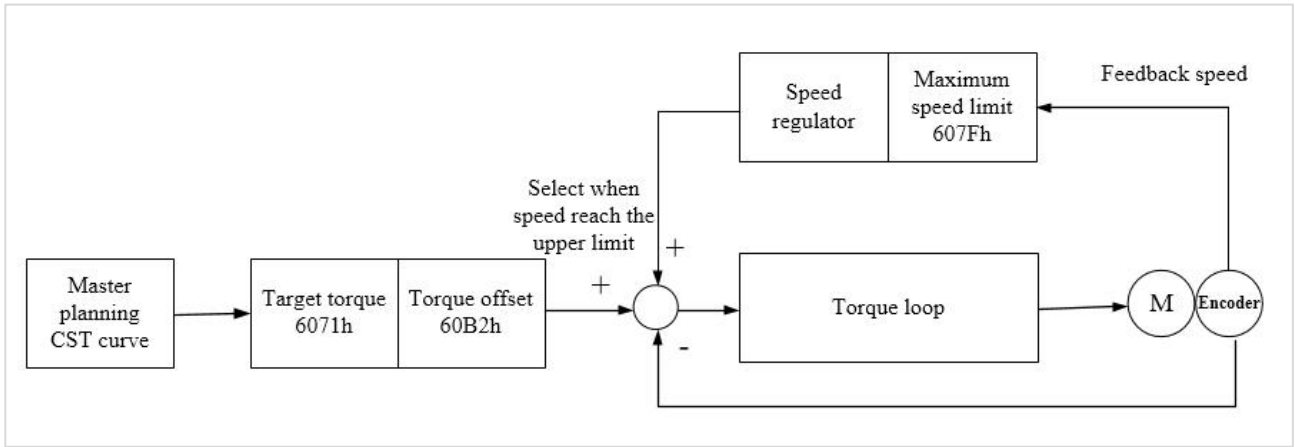 Speed
regulator
Maximum
speed limit
607Fh
Feedback speed
Select when
speed reach the
upper limit
+
+
-
Master
planning
CST curve
Target torque
6071h
Torque offset
60B2h
Torque loop
M
Encoder